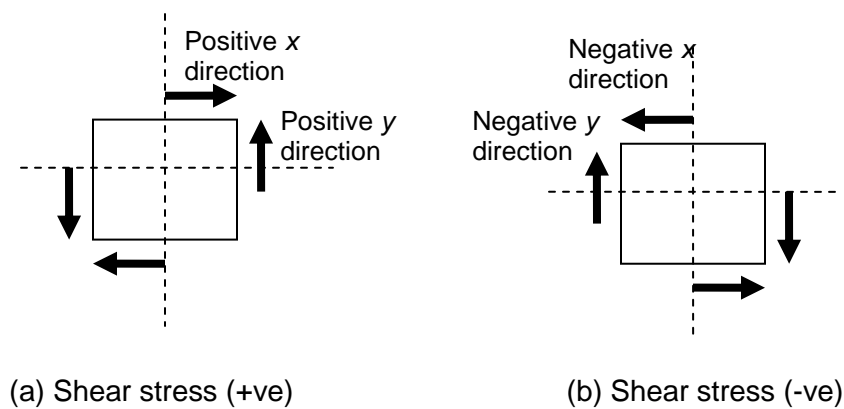 Positive x
direction
Positive y
direction
Negative x
direction
Negative y
direction
(a) Shear stress (+ve)
(b) Shear stress (-ve)